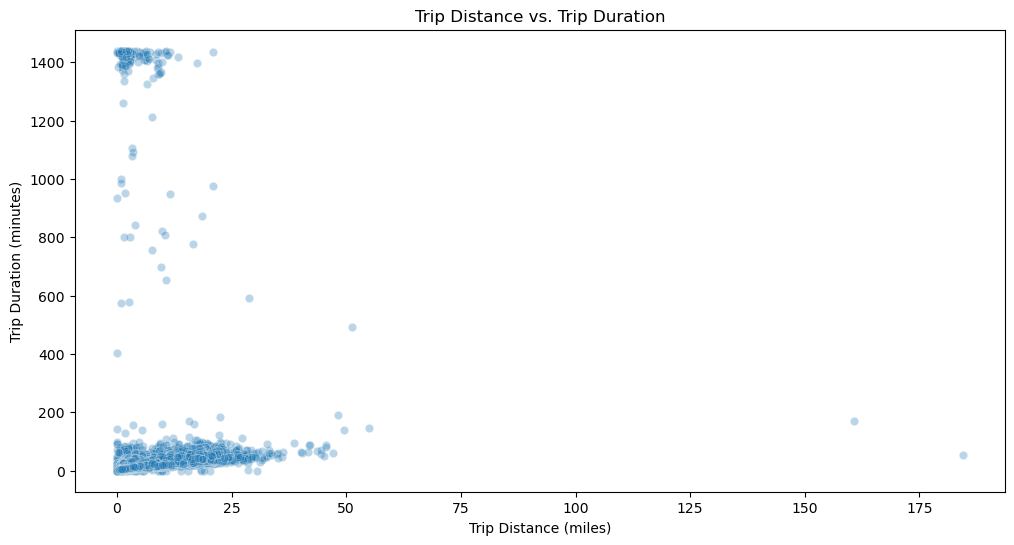 Trip Distance vs. Trip Duration
Trip Duration (minutes)
1400
1200
1000
800
600
400
200
0
0 25 50 75 100 125 150 175
Trip Distance (miles)